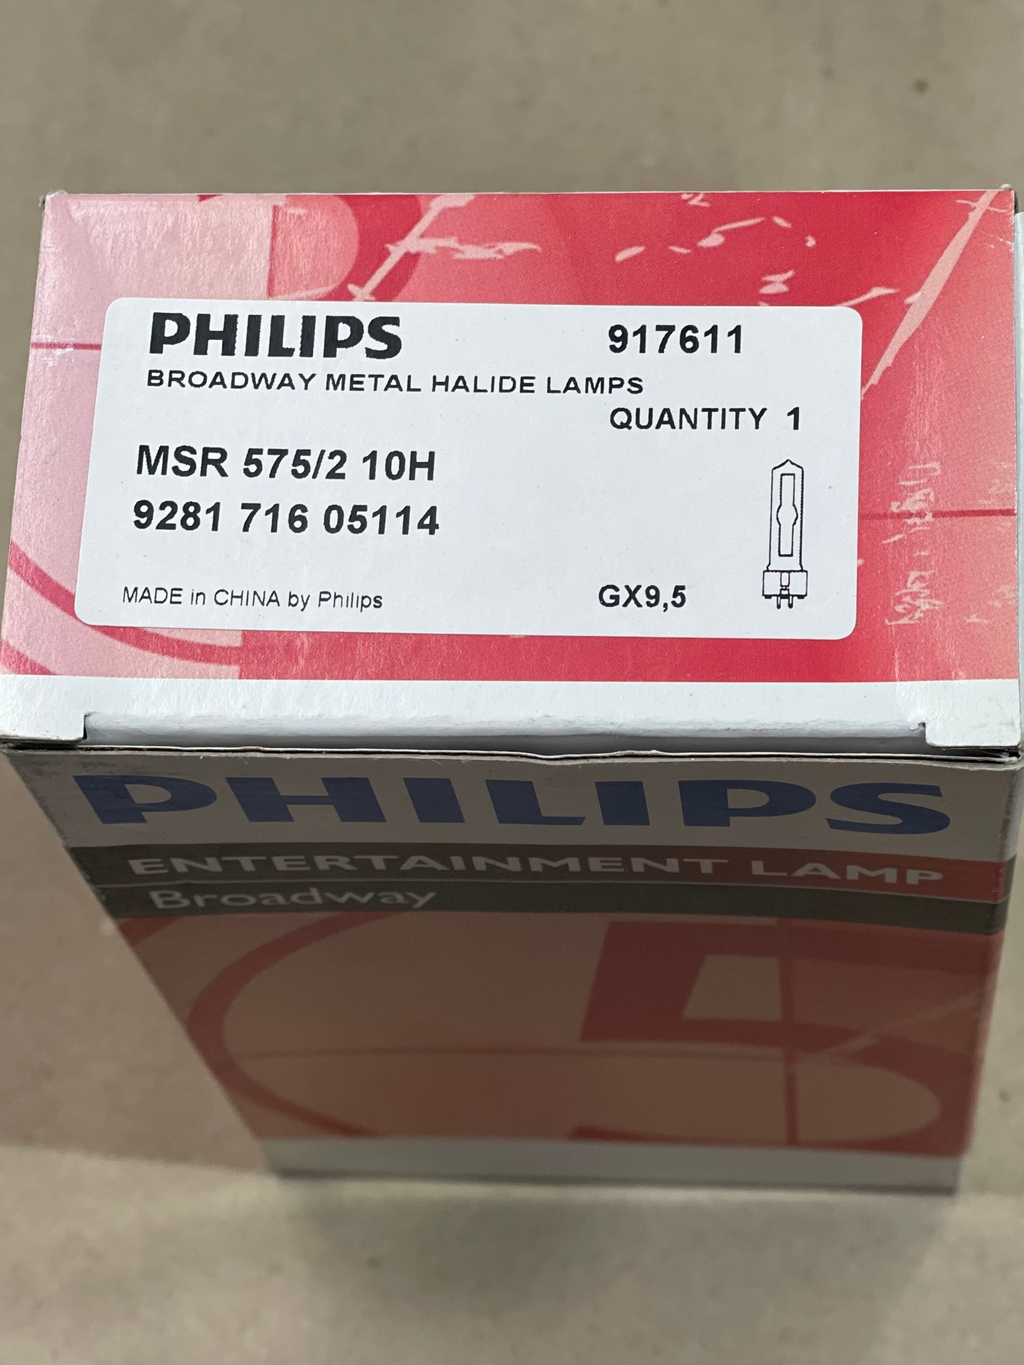 PHILIPS 917611
BROADWAY METAL HALIDE LAMPS
QUANTITY 1
MSR 575/2 10H
9281 716 05114
MADE in CHINA by Philips GX9,5
PHILIPS
ENTERTAINMENT LAMP
Broadway